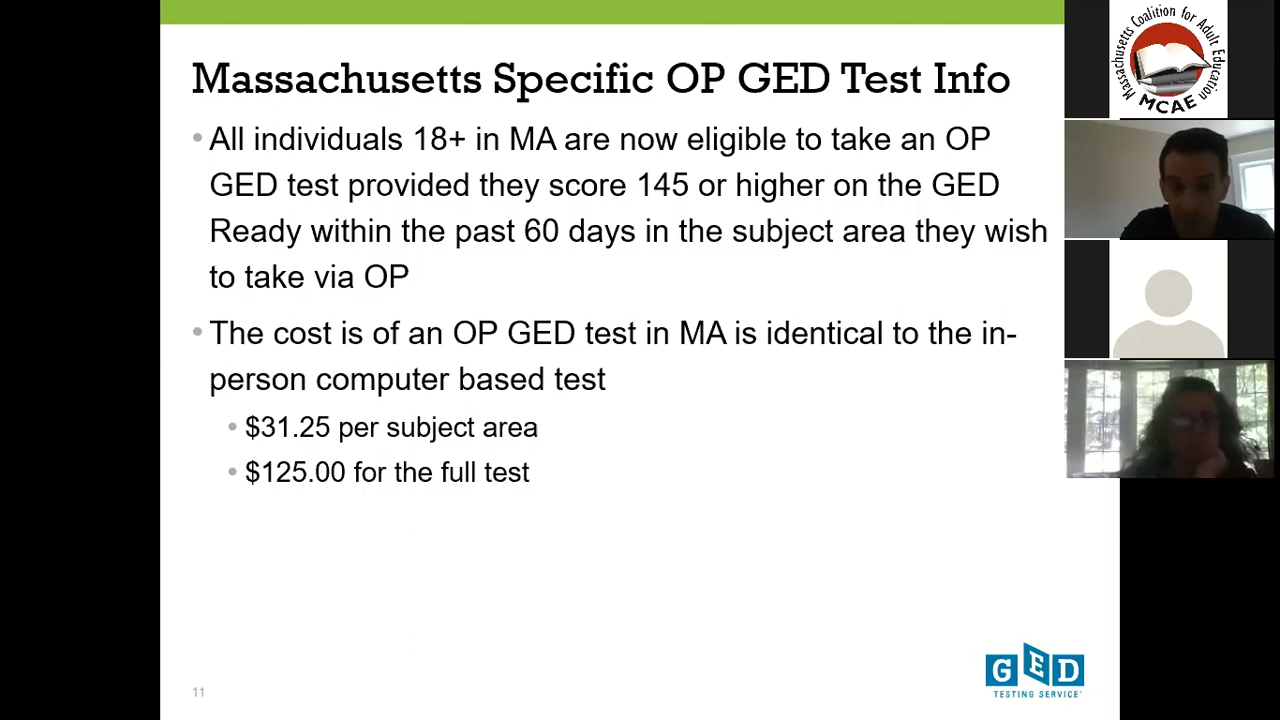 Massachusetts Specific OP GED Test Info
• All individuals 18+ in MA are now eligible to take an OP
GED test provided they score 145 or higher on the GED
Ready within the past 60 days in the subject area they wish
to take via OP
• The cost is of an OP GED test in MA is identical to the in-
person computer based test
• $31.25 per subject area
• $125.00 for the full test
11
GED
TESTING SERVICE
Massachusetts Coalition for Adult Education
MCAE